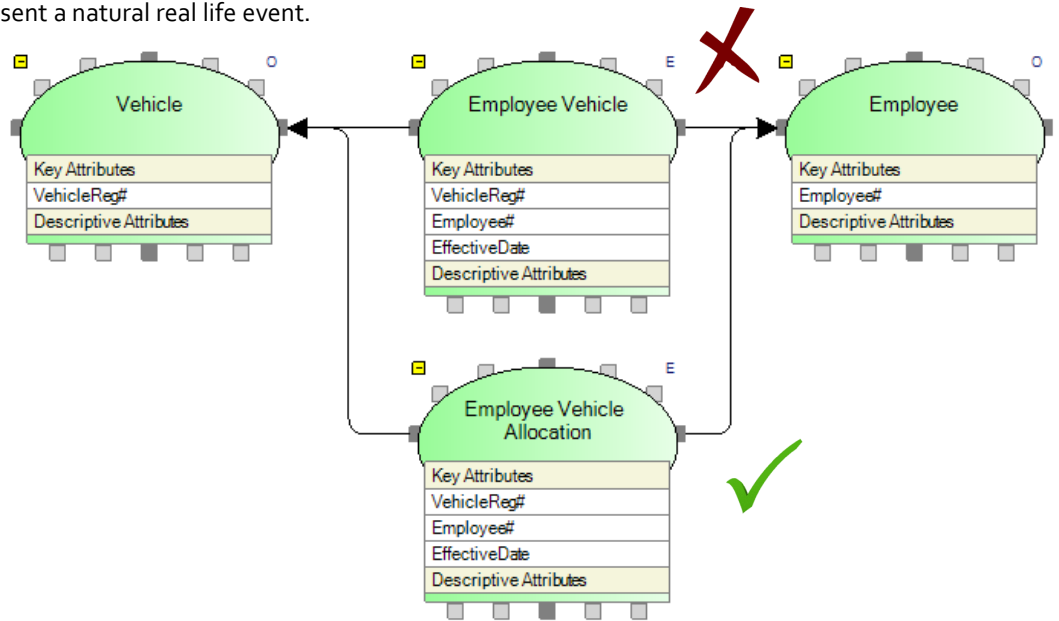 sent a natural real life event.
O
Vehicle
Key Attributes
VehicleReg#
Descriptive Attributes
E
Employee Vehicle
Key Attributes
VehicleReg#
Employee#
EffectiveDate
Descriptive Attributes
O
Employee
Key Attributes
Employee#
Descriptive Attributes
E
Employee Vehicle
Allocation
Key Attributes
VehicleReg#
Employee#
EffectiveDate
Descriptive Attributes